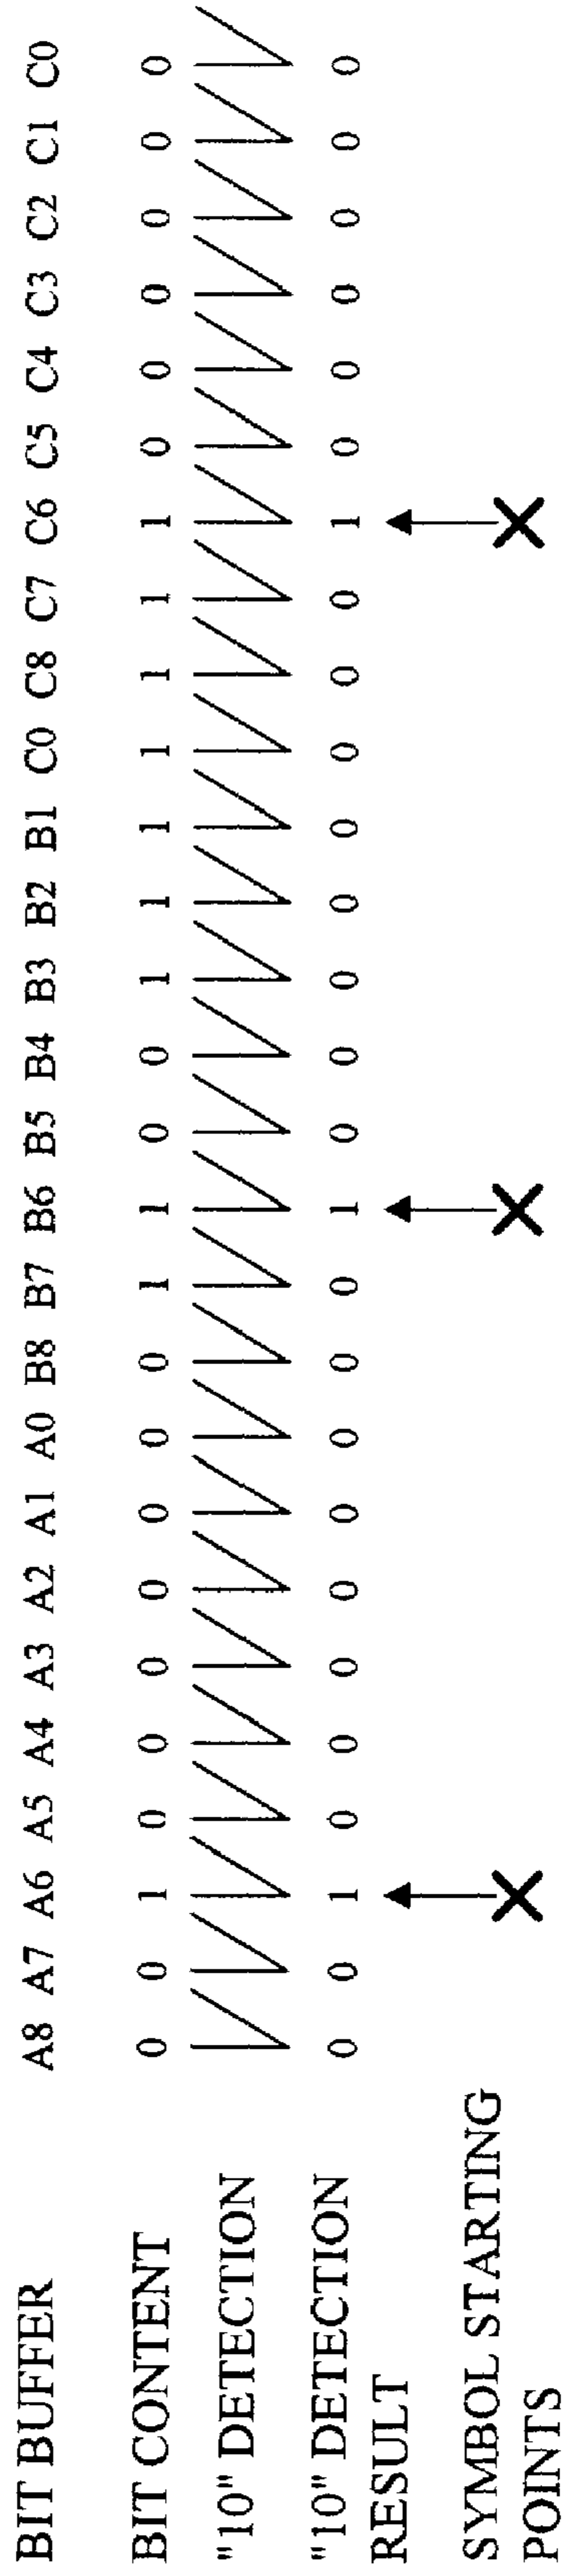 BIT BUFFER A8 A7 A6 A5 A4 A3 A2 A1 A0 B8 B7 B6 B5 B4 B3 B2 B1 C0 C8 C7 C6 C5 C4 C3 C2 C1 C0
BIT CONTENT 0 0 1 0 0 0 0 0 0 0 1 1 0 0 1 1 1 1 1 1 1 0 0 0 0 0 0
"10" DETECTION
"10" DETECTION 0 0 1 0 0 0 0 0 0 0 0 1 0 0 0 0 0 0 0 0 1 0 0 0 0 0 0
RESULT
SYMBOL STARTING
POINTS